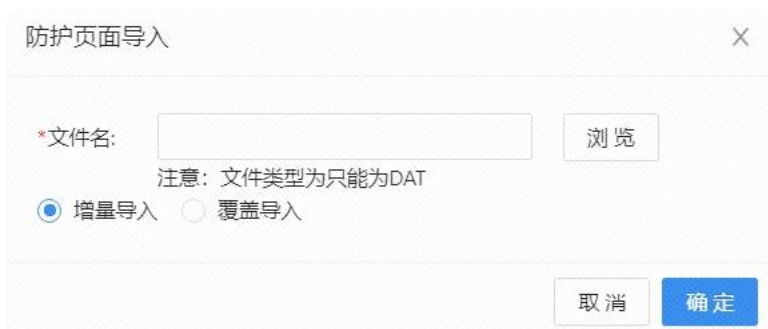 防护页面导入
*文件名:
浏览
注意：文件类型为只能为DAT
增量导入 覆盖导入
取消 确定